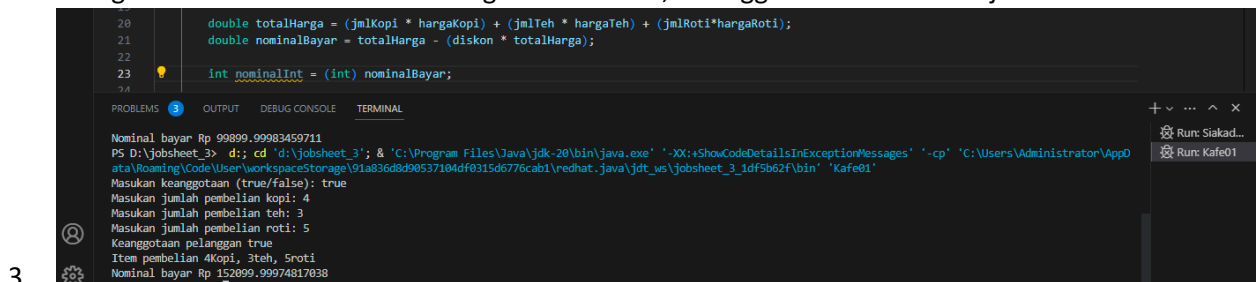 20 double totalHarga = (jmlKopi * hargaKopi) + (jmlTeh * hargaTeh) + (jmlRoti*hargaRoti);
21 double nominalBayar = totalHarga - (diskon * totalHarga);
22
23 int nominalInt = (int) nominalBayar;
24
PROBLEMS 3 OUTPUT DEBUG CONSOLE TERMINAL
Nominal bayar Rp 99899.99983459711
Run: Siakad...
PS D:\jobsheet_3> d:; cd 'd:\jobsheet_3'; & 'C:\Program Files\Java\jdk-20\bin\java.exe' '-XX:+ShowCodeDetailsInExceptionMessages' '-cp' 'C:\Users\Administrator\AppD
Run: Kafe01
ata\Roaming\Code\User\workspaceStorage\91a836d8d90537104df0315d6776cab1\redhat.java\jdt_ws\jobsheet_3_1df5b62f\bin' 'Kafe01'
Masukan keanggotaan (true/false): true
Masukan jumlah pembelian kopi: 4
Masukan jumlah pembelian teh: 3
Masukan jumlah pembelian roti: 5
Keanggotaan pelanggan true
Item pembelian 4Kopi, 3teh, 5roti
Nominal bayar Rp 152099.99974817038
3.